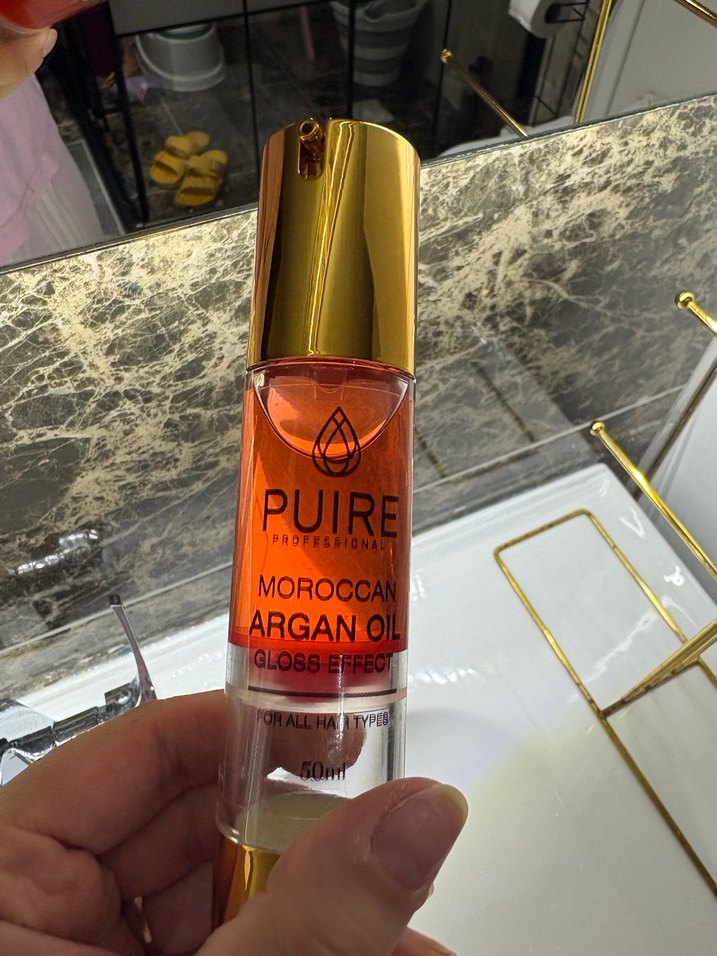 PUIRE
PROFESSIONAL
MOROCCAN
ARGAN OIL
GLOSS EFFECT
FOR ALL HAIR TYPES
50ml